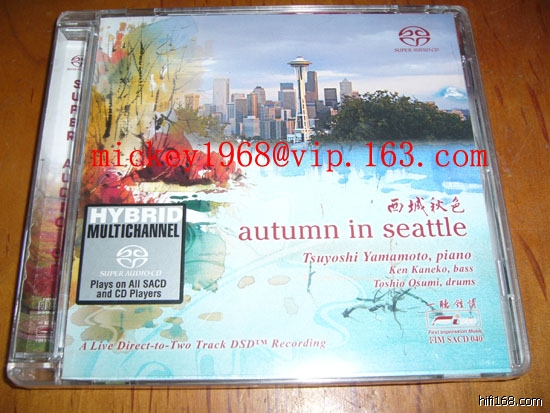 SUPER AUDIO CD
SUPER AUDIO
mickey1968@vip.163.com
西城秋色
autumn in seattle
HYBRID
MULTICHANNEL
SUPER AUDIO CD
Plays on All SACD
and CD Players
Tsuyoshi Yamamoto, piano
Ken Kaneko, bass
Toshio Osumi, drums
First Impression Music
FIM SACD 040
A Live Direct-to-Two Track DSD™ Recording
hifi168.com